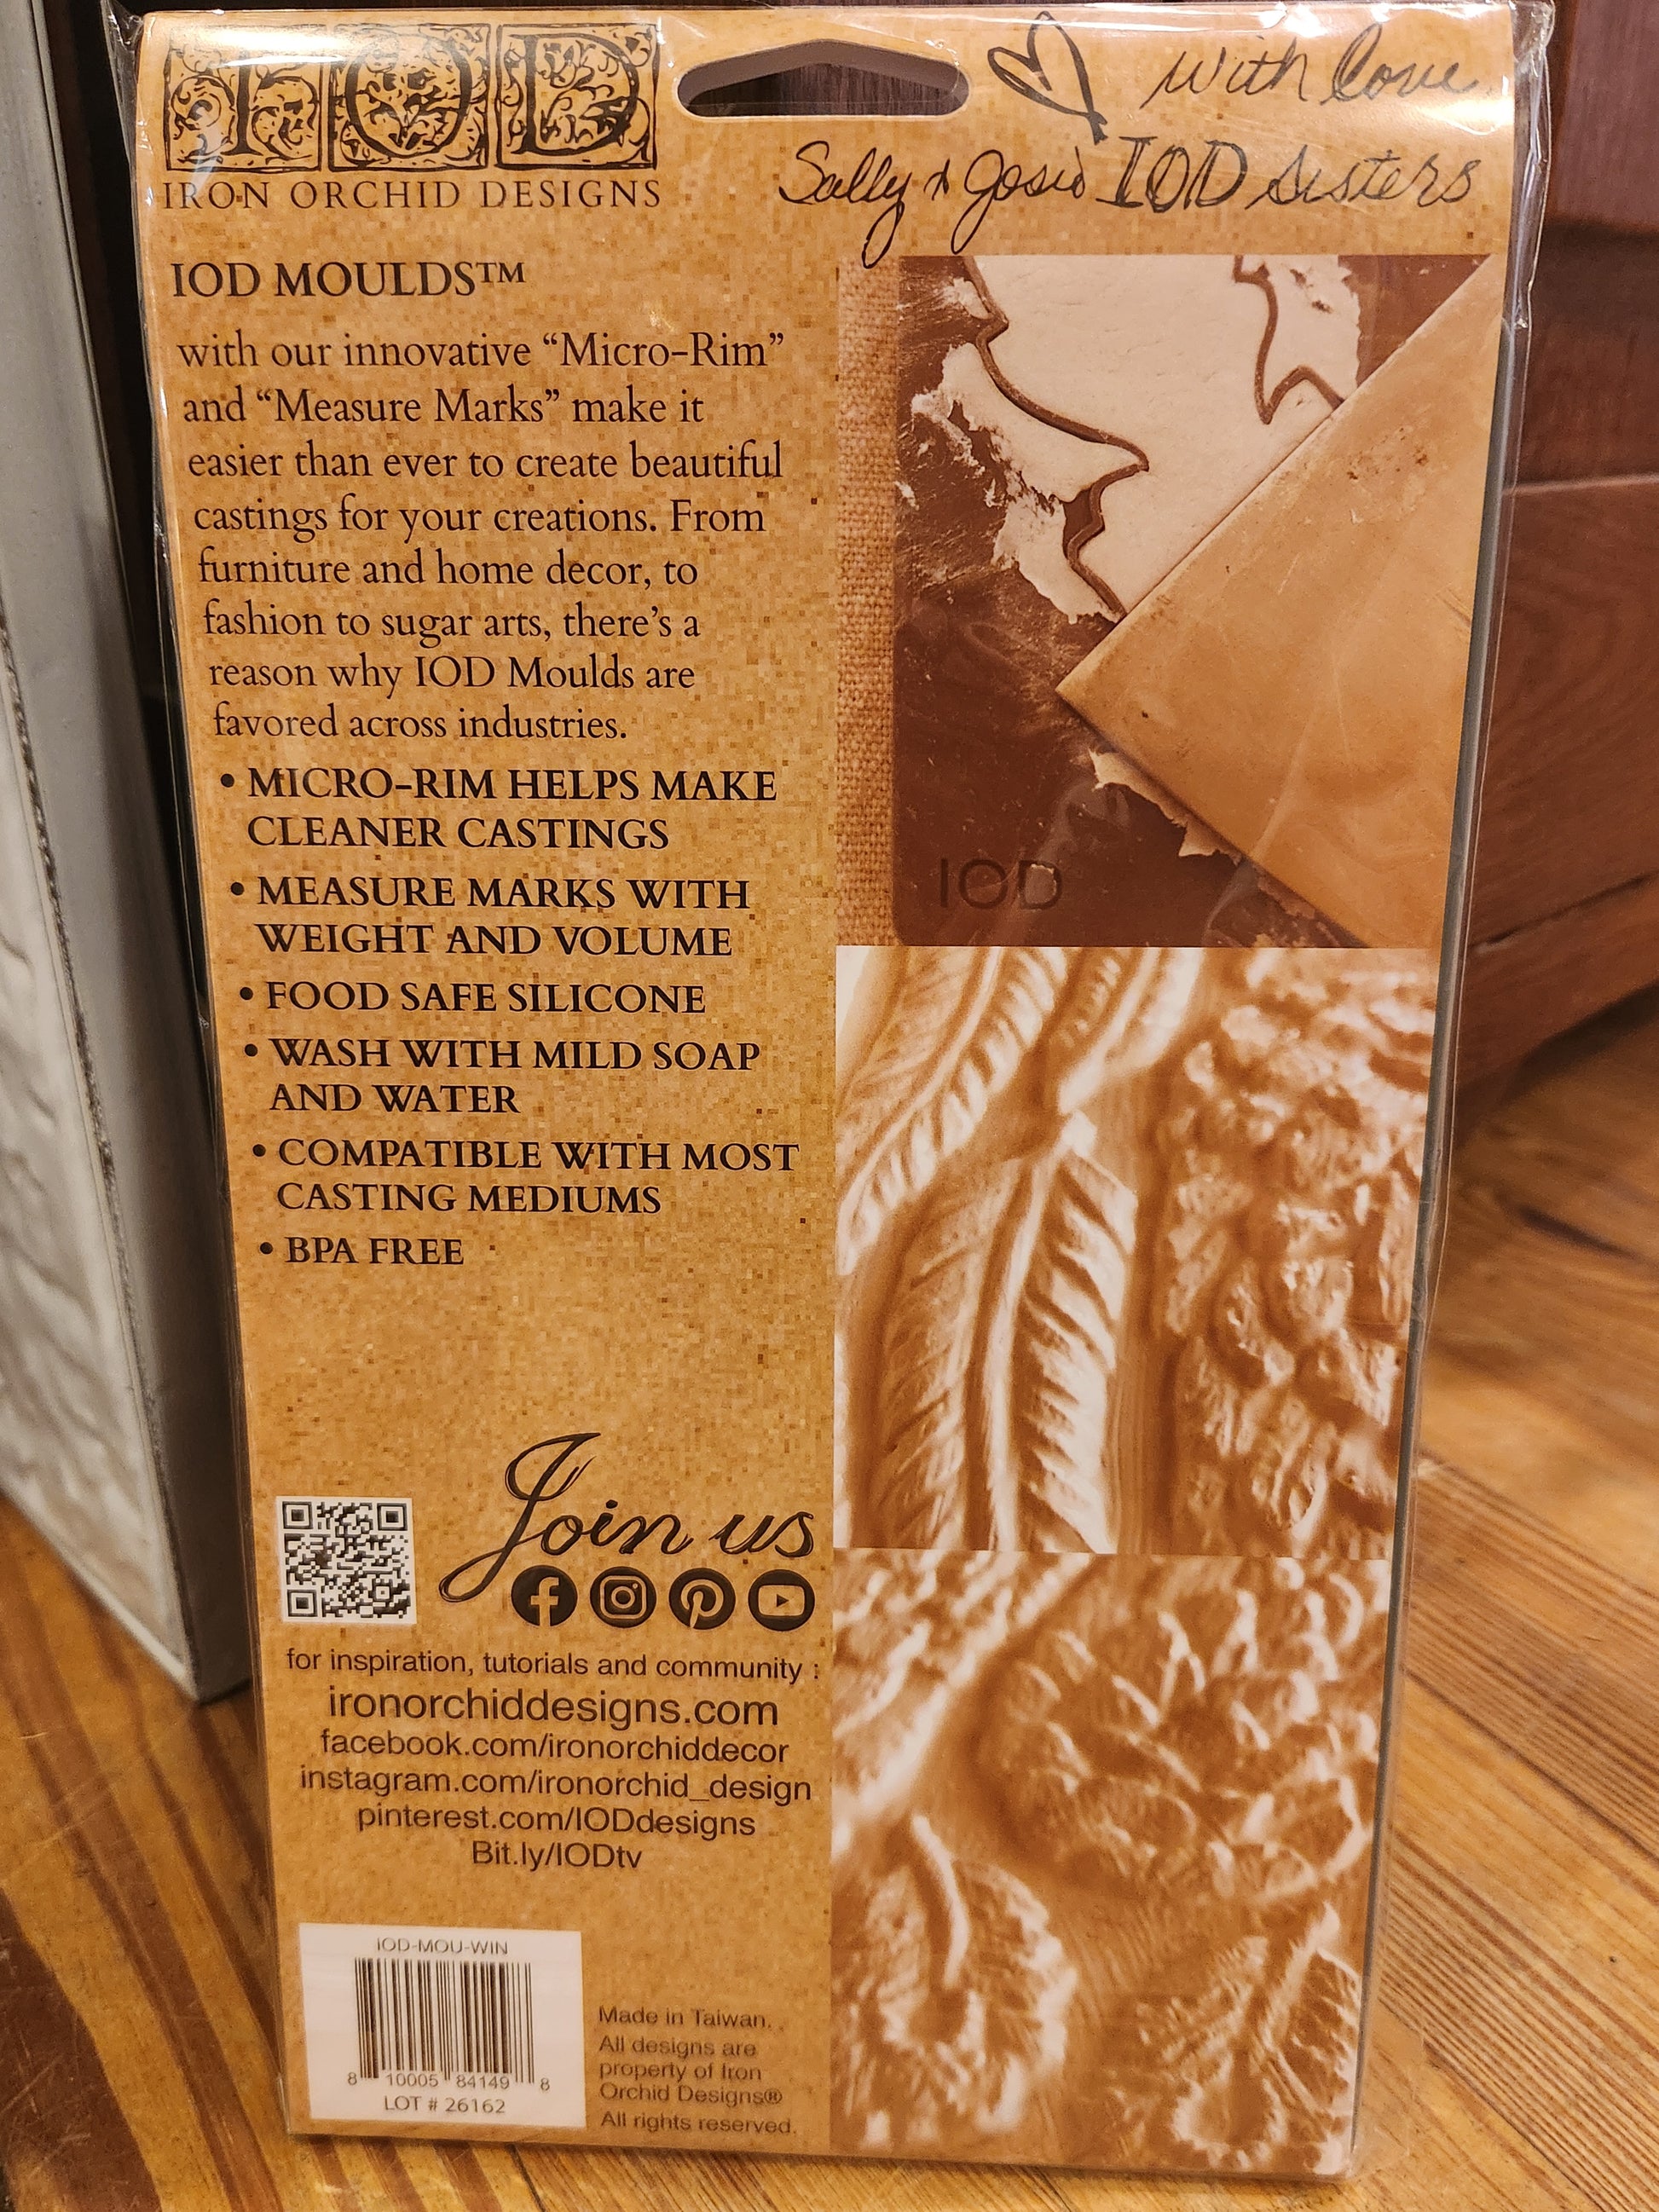 IOD
IRON ORCHID DESIGNS
with love
Sally & Josie IOD sisters
IOD MOULDS™
with our innovative “Micro-Rim”
and “Measure Marks” make it
easier than ever to create beautiful
castings for your creations. From
furniture and home decor, to
fashion to sugar arts, there’s a
reason why IOD Moulds are
favored across industries.
• MICRO-RIM HELPS MAKE
CLEANER CASTINGS
• MEASURE MARKS WITH
WEIGHT AND VOLUME
• FOOD SAFE SILICONE
• WASH WITH MILD SOAP
AND WATER
• COMPATIBLE WITH MOST
CASTING MEDIUMS
• BPA FREE
IOD
Join us
for inspiration, tutorials and community :
ironorchiddesigns.com
facebook.com/ironorchiddecor
instagram.com/ironorchid_design
pinterest.com/IODdesigns
Bit.ly/IODtv
IOD-MOU-WIN
8 10005 84149 8
LOT # 26162
Made in Taiwan.
All designs are
property of Iron
Orchid Designs®
All rights reserved.